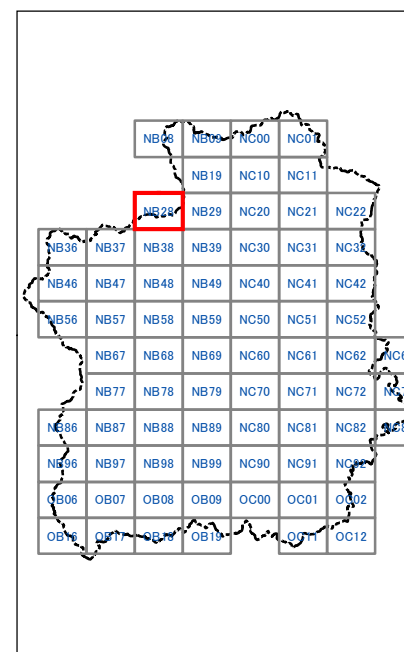 NB08 NB09 NC00 NC01
NB19 NC10 NC11
NB28 NB29 NC20 NC21 NC22
NB36 NB37 NB38 NB39 NC30 NC31 NC32
NB46 NB47 NB48 NB49 NC40 NC41 NC42
NB56 NB57 NB58 NB59 NC50 NC51 NC52
NB67 NB68 NB69 NC60 NC61 NC62
NB77 NB78 NB79 NC70 NC71 NC72
NB86 NB87 NB88 NB89 NC80 NC81 NC82
NB96 NB97 NB98 NB99 NC90 NC91 NC92
OB06 OB07 OB08 OB09 OC00 OC01 OC02
OB16 OB17 OB18 OB19 OC11 OC12